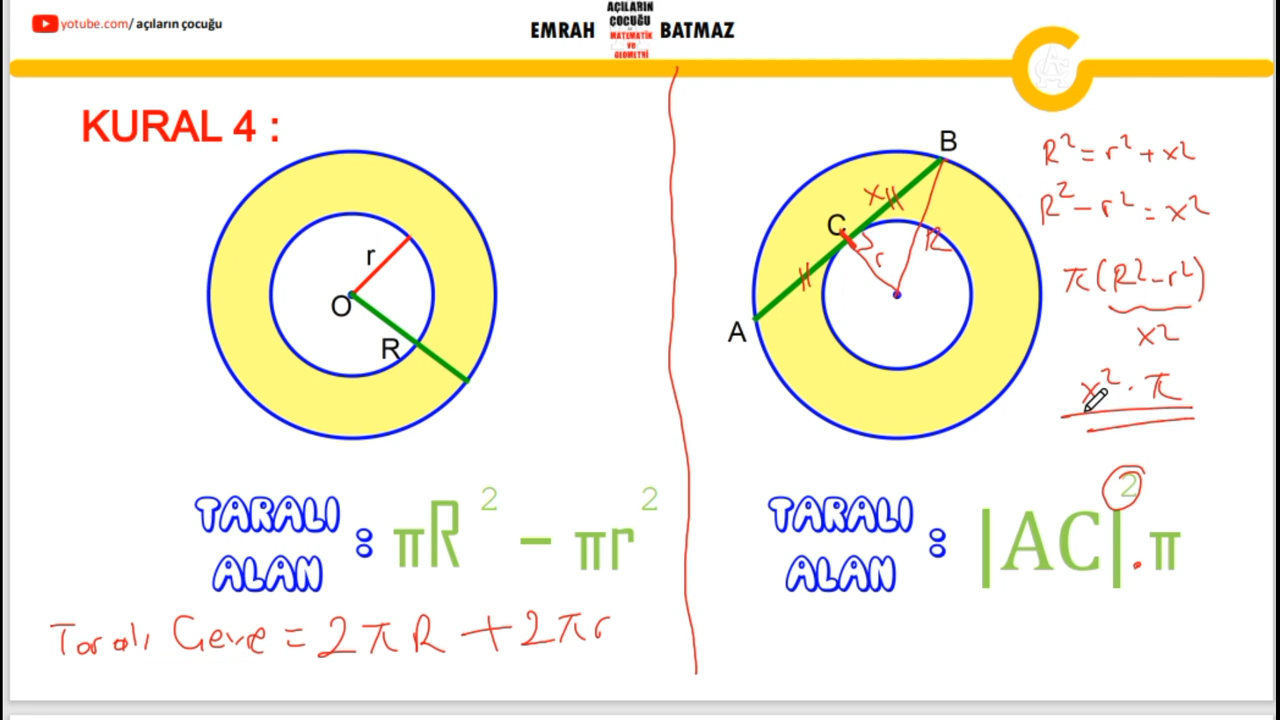 yotube.com/ açıların çocuğu
EMRAH
AÇILARIN
ÇOCUĞU
MATEMATİK
ve
GEOMETRİ
BATMAZ
KURAL 4 :
r
O
R
TARALI
ALAN
: πR² - πr²
Taralı Çevre = 2πR + 2πr
B
x
C
r
R
A
R² = r² + x²
R² - r² = x²
π(R² - r²)
x²
x² . π
TARALI
ALAN
: |AC|².π